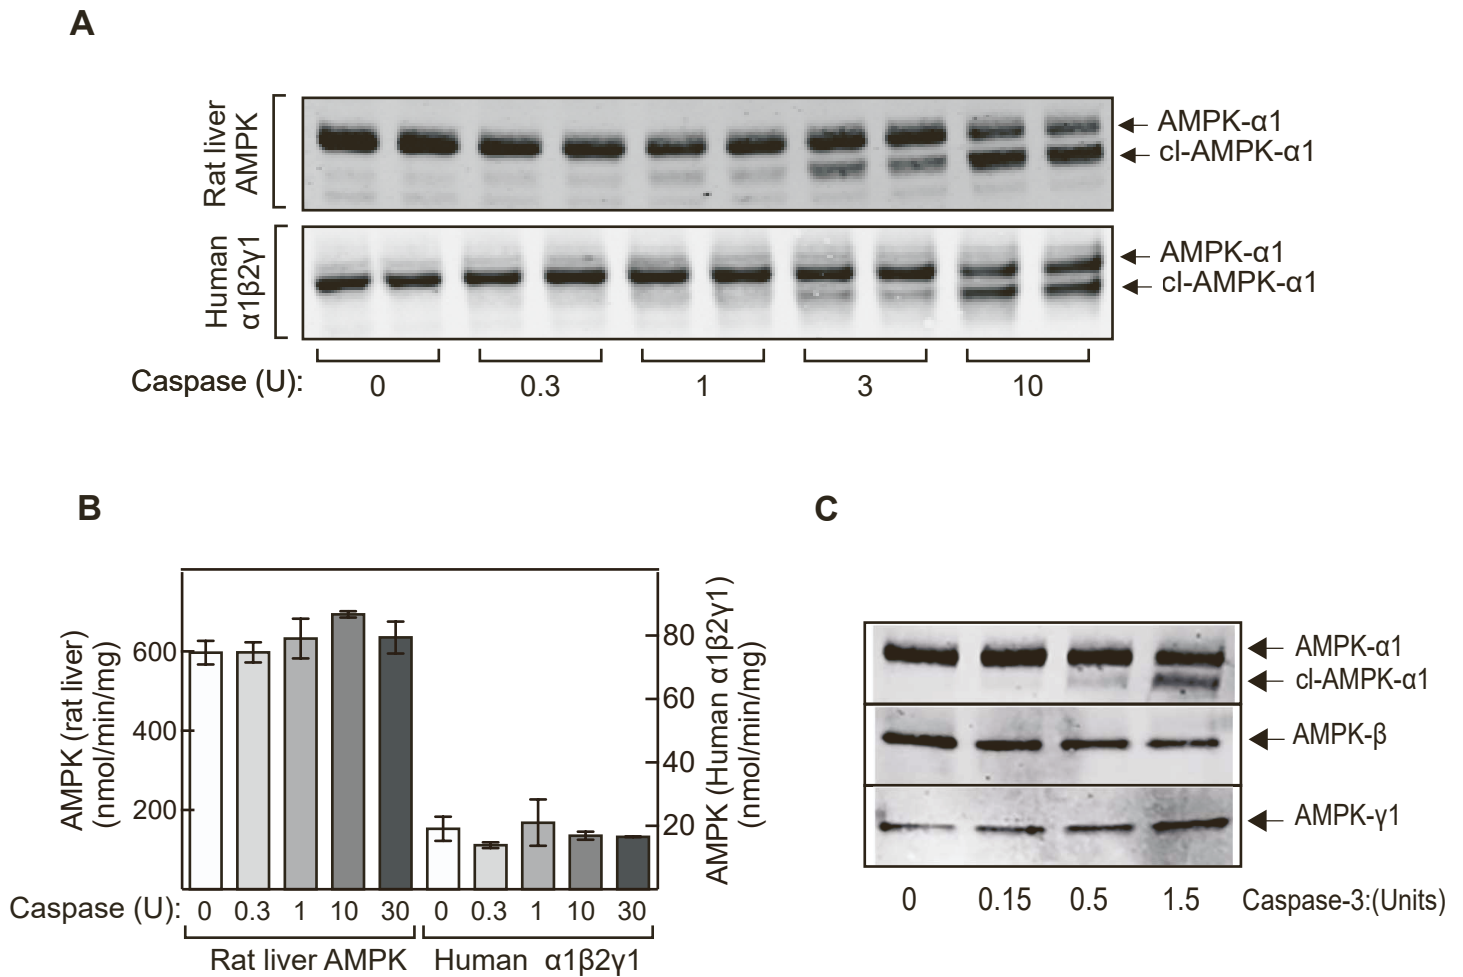 A
Rat liver
AMPK
AMPK-α1
cl-AMPK-α1
Human
α1β2γ1
AMPK-α1
cl-AMPK-α1
Caspase (U): 0 0.3 1 3 10
B
AMPK (rat liver)
(nmol/min/mg)
600
400
200
80
60
40
20
AMPK (Human α1β2γ1)
(nmol/min/mg)
Caspase (U): 0 0.3 1 10 30 0 0.3 1 10 30
Rat liver AMPK Human α1β2γ1
C
AMPK-α1
cl-AMPK-α1
AMPK-β
AMPK-γ1
0 0.15 0.5 1.5 Caspase-3:(Units)